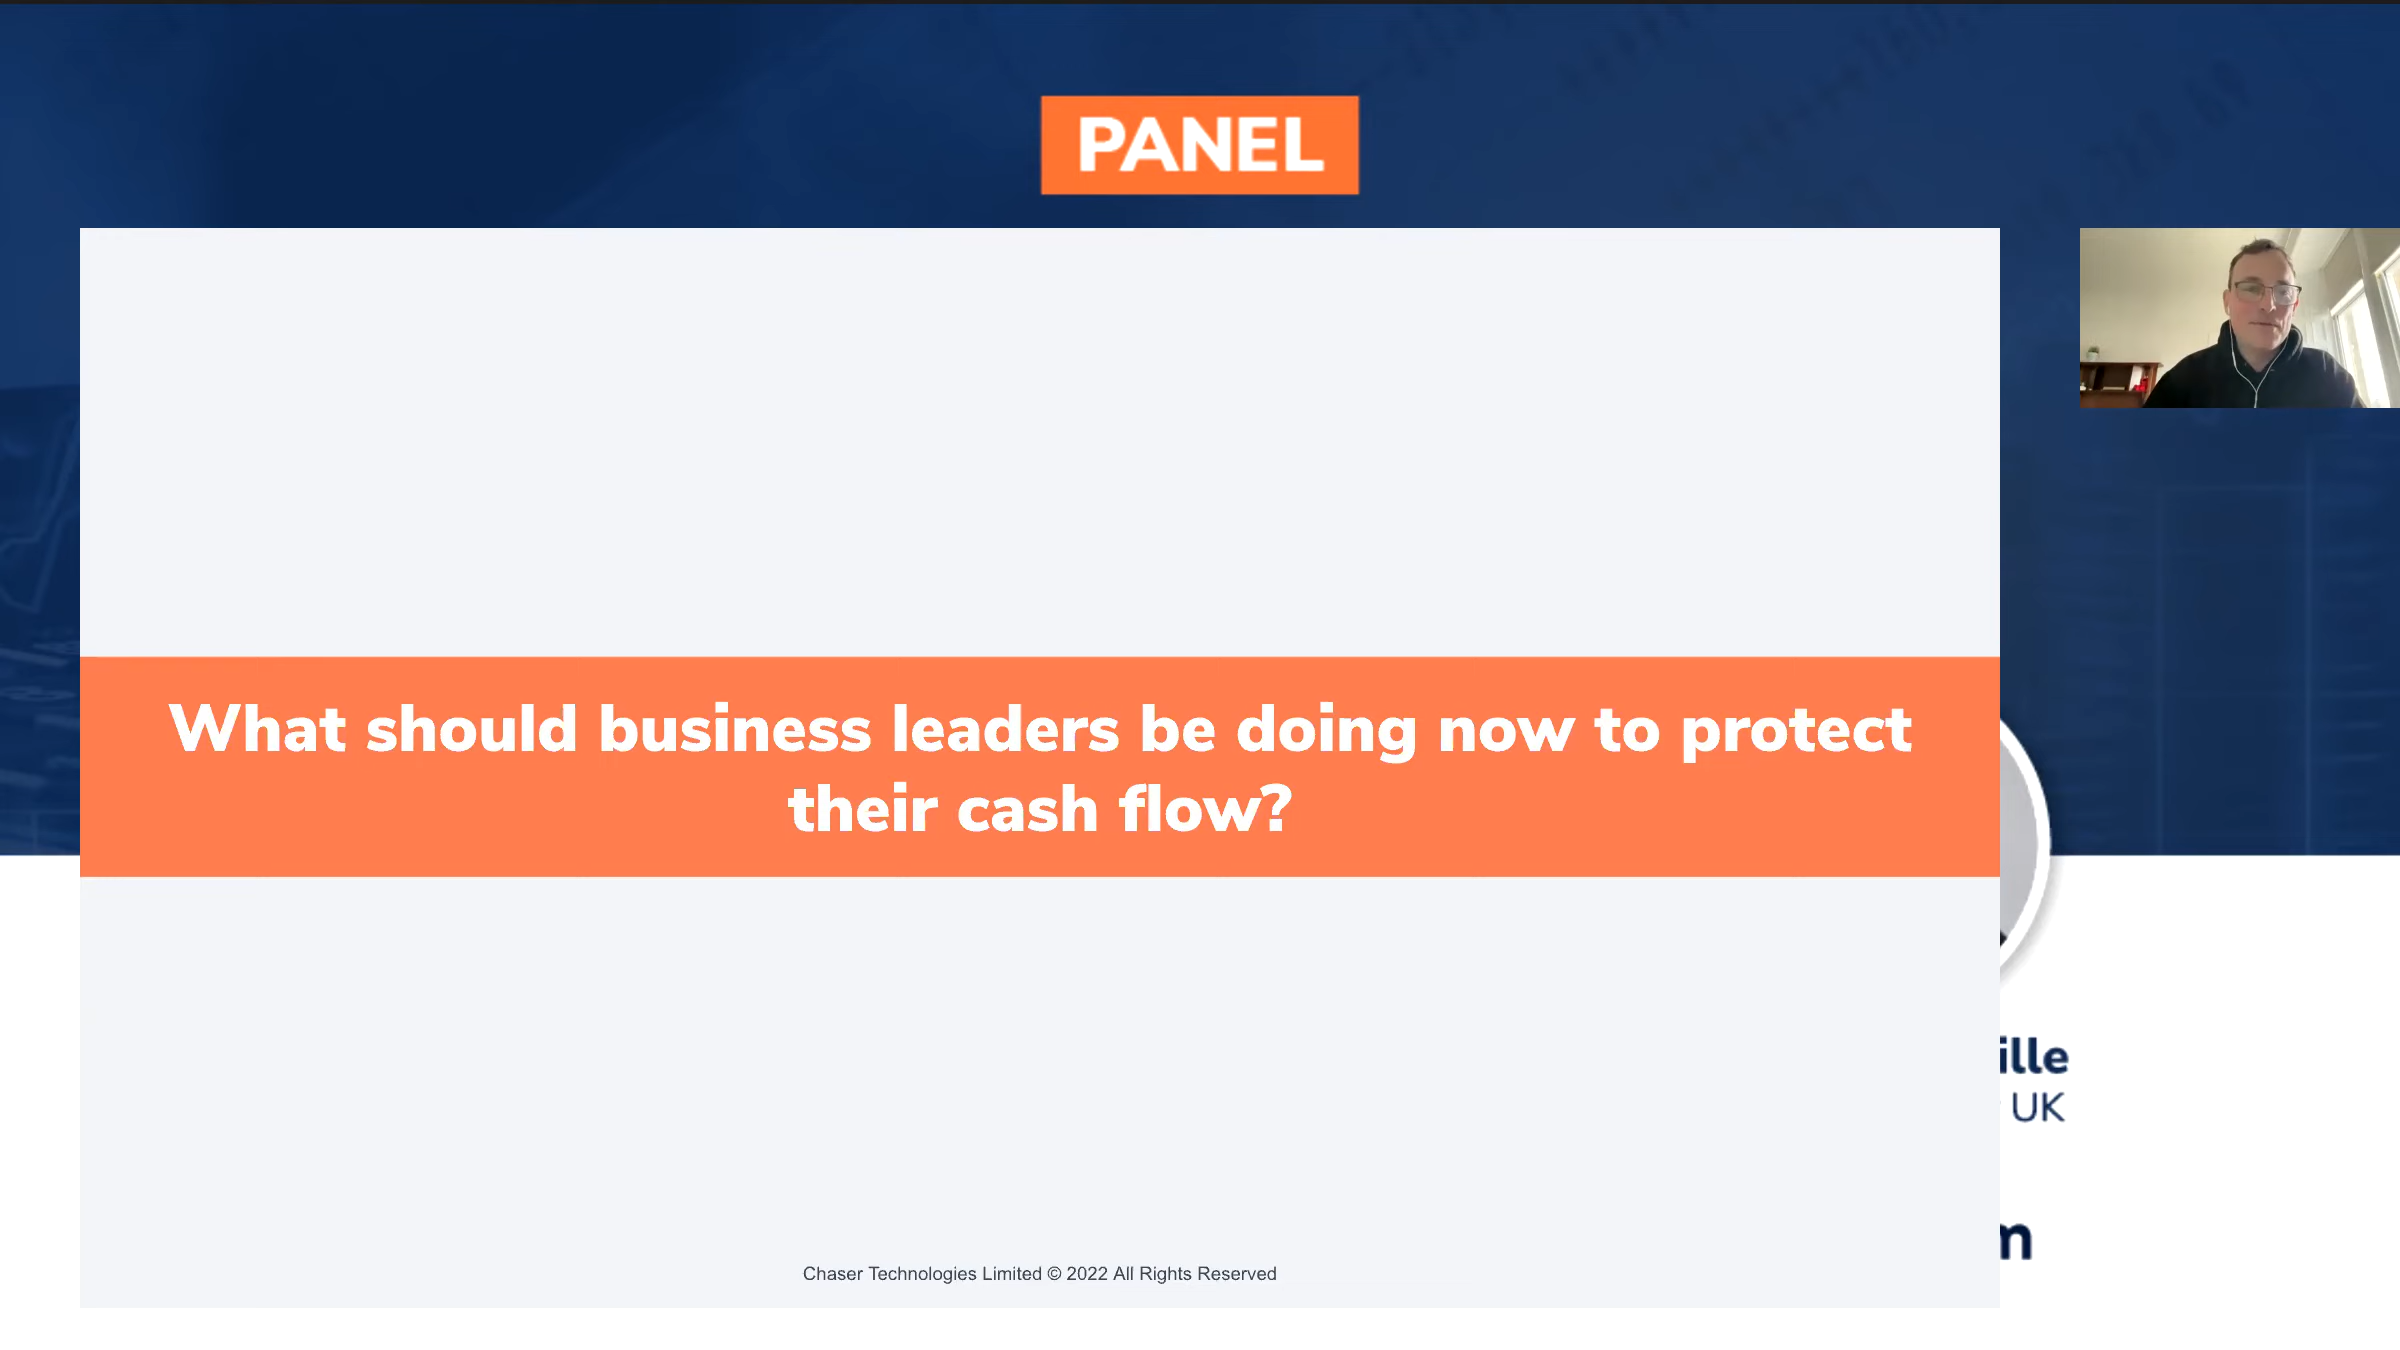 PANEL
What should business leaders be doing now to protect
their cash flow?
ille
UK
m
Chaser Technologies Limited © 2022 All Rights Reserved